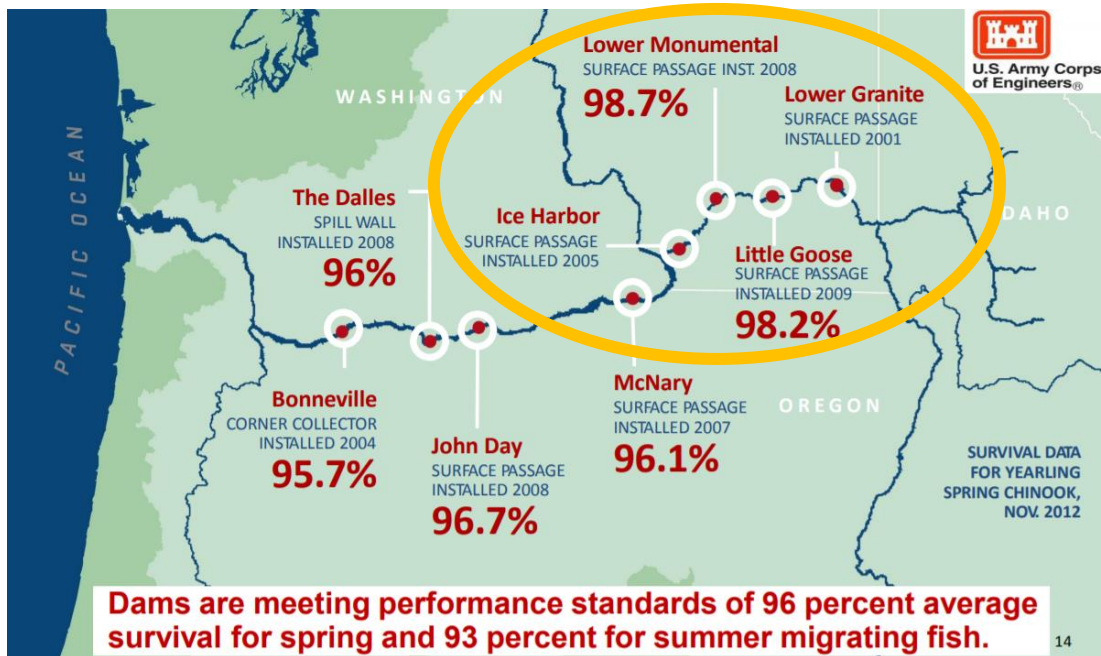 Lower Monumental
SURFACE PASSAGE INST. 2008
98.7%
U.S. Army Corps
of Engineers®
WASHINGTON
Lower Granite
SURFACE PASSAGE
INSTALLED 2001
PACIFIC OCEAN
The Dalles
SPILL WALL
INSTALLED 2008
96%
Ice Harbor
SURFACE PASSAGE
INSTALLED 2005
DAHO
Little Goose
SURFACE PASSAGE
INSTALLED 2009
98.2%
Bonneville
CORNER COLLECTOR
INSTALLED 2004
95.7%
John Day
SURFACE PASSAGE
INSTALLED 2008
96.7%
McNary
SURFACE PASSAGE
INSTALLED 2007
96.1%
OREGON
SURVIVAL DATA
FOR YEARLING
SPRING CHINOOK,
NOV. 2012
Dams are meeting performance standards of 96 percent average
survival for spring and 93 percent for summer migrating fish.
14